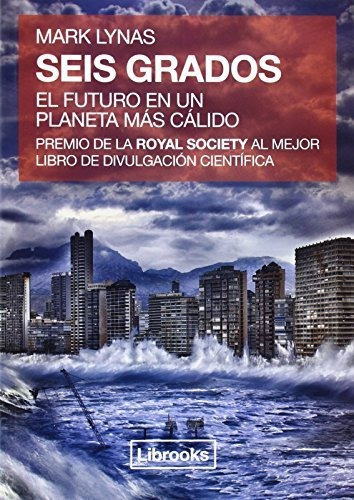 MARK LYNAS
SEIS GRADOS
EL FUTURO EN UN
PLANETA MÁS CÁLIDO
PREMIO DE LA ROYAL SOCIETY AL MEJOR
LIBRO DE DIVULGACIÓN CIENTÍFICA
Librooks